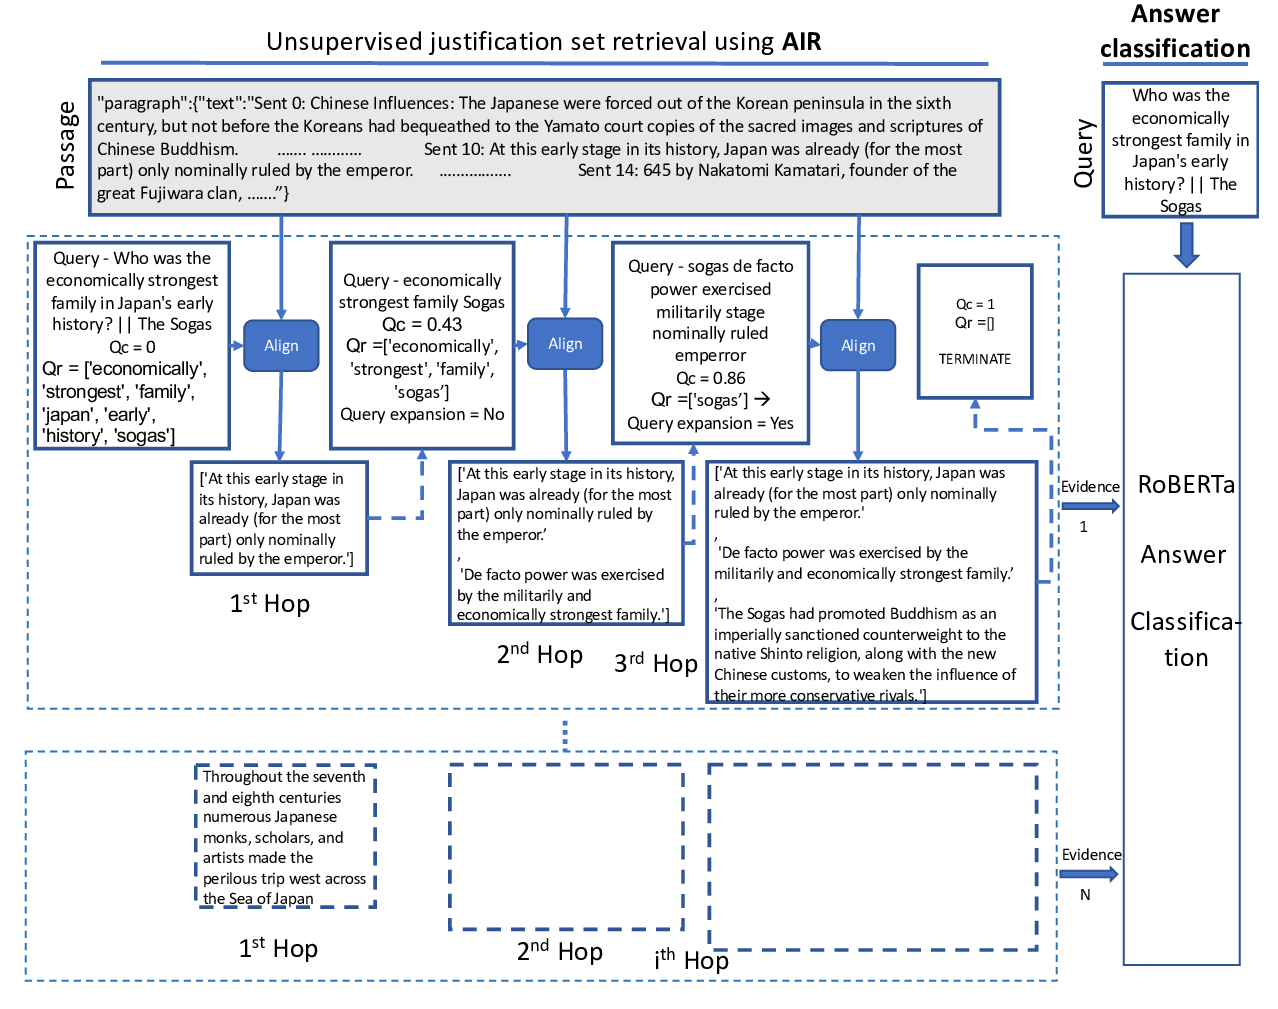 Unsupervised justification set retrieval using AIR
Answer
classification
Passage
"paragraph":{"text":"Sent 0: Chinese Influences: The Japanese were forced out of the Korean peninsula in the sixth
century, but not before the Koreans had bequeathed to the Yamato court copies of the sacred images and scriptures of
Chinese Buddhism. ....... ............ Sent 10: At this early stage in its history, Japan was already (for the most
part) only nominally ruled by the emperor. ................. Sent 14: 645 by Nakatomi Kamatari, founder of the
great Fujiwara clan, .......”}
Query
Who was the
economically
strongest family in
Japan's early
history? || The
Sogas
Query - Who was the
economically strongest
family in Japan's early
history? || The Sogas
Qc = 0
Qr = ['economically',
'strongest', 'family',
'japan', 'early',
'history', 'sogas']
Align
Query - economically
strongest family Sogas
Qc = 0.43
Qr =['economically',
'strongest', 'family',
'sogas’]
Query expansion = No
Align
Query - sogas de facto
power exercised
militarily stage
nominally ruled
emperror
Qc = 0.86
Qr =['sogas’] →
Query expansion = Yes
Align
Qc = 1
Qr =[]
TERMINATE
['At this early stage in
its history, Japan was
already (for the most
part) only nominally
ruled by the emperor.']
1st Hop
['At this early stage in its history,
Japan was already (for the most
part) only nominally ruled by
the emperor.’
,
'De facto power was exercised
by the militarily and
economically strongest family.']
2nd Hop
['At this early stage in its history, Japan was
already (for the most part) only nominally
ruled by the emperor.'
,
'De facto power was exercised by the
militarily and economically strongest family.’
,
'The Sogas had promoted Buddhism as an
imperially sanctioned counterweight to the
native Shinto religion, along with the new
Chinese customs, to weaken the influence of
their more conservative rivals.']
3rd Hop
Evidence
1
RoBERTa
Answer
Classifica-
tion
Throughout the seventh
and eighth centuries
numerous Japanese
monks, scholars, and
artists made the
perilous trip west across
the Sea of Japan
1st Hop
2nd Hop
ith Hop
Evidence
N